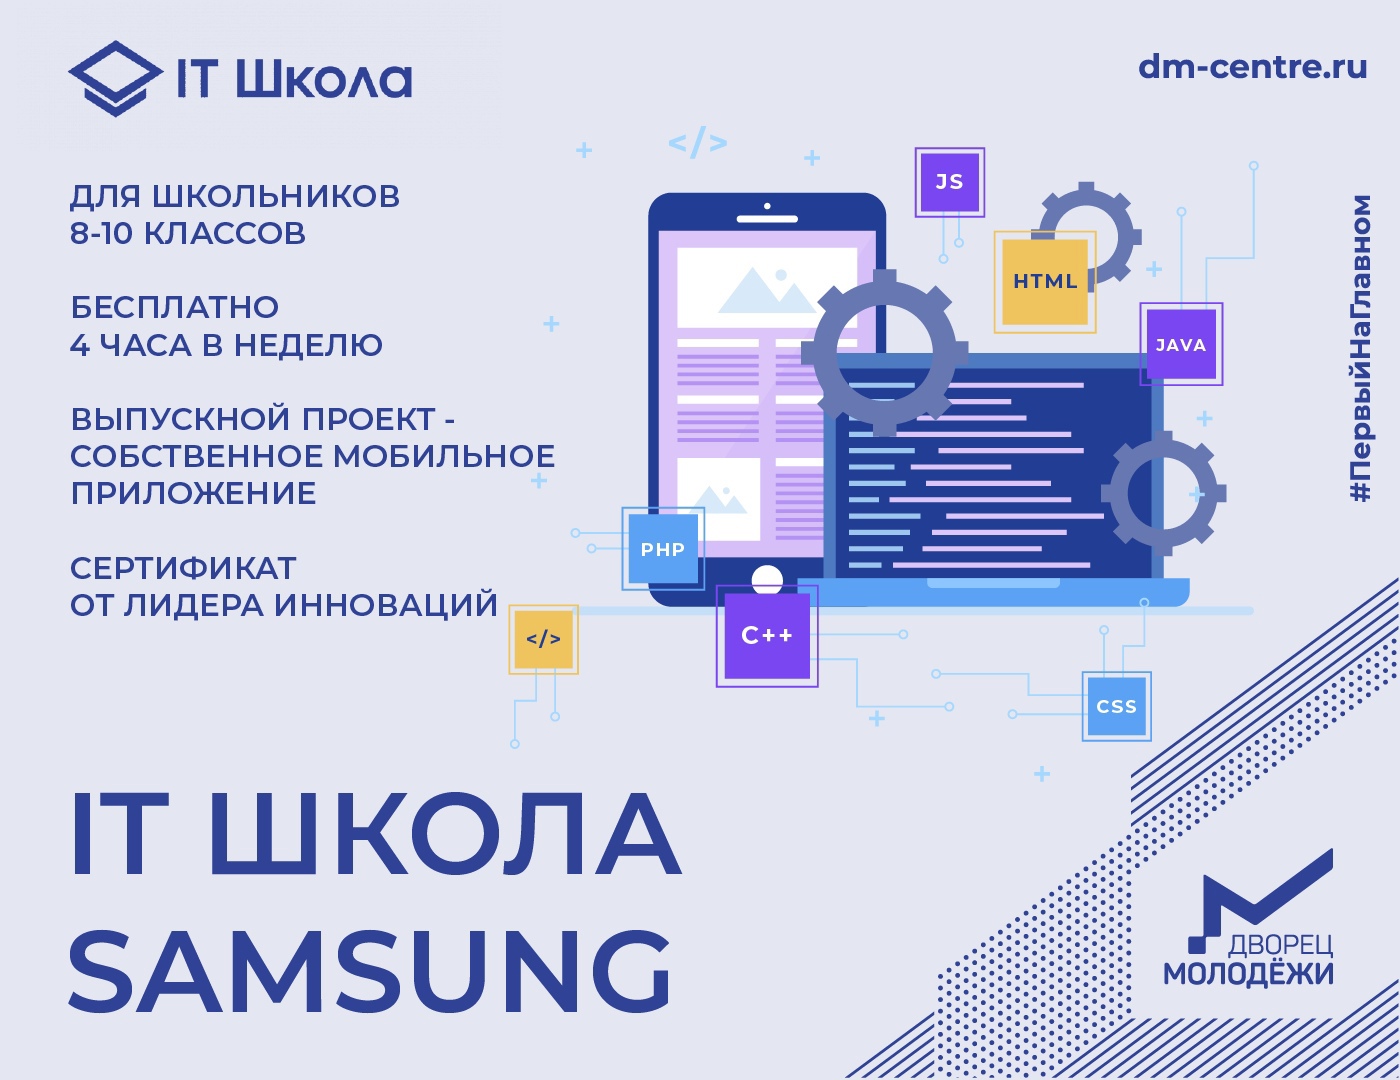 IT Школа
dm-centre.ru
ДЛЯ ШКОЛЬНИКОВ
8-10 КЛАССОВ
БЕСПЛАТНО
4 ЧАСА В НЕДЕЛЮ
ВЫПУСКНОЙ ПРОЕКТ -
СОБСТВЕННОЕ МОБИЛЬНОЕ
ПРИЛОЖЕНИЕ
СЕРТИФИКАТ
ОТ ЛИДЕРА ИННОВАЦИЙ
</>
JS
HTML
JAVA
PHP
C++
</>
CSS
#ПервыйНаГлавном
IT ШКОЛА
SAMSUNG
ДВОРЕЦ
МОЛОДЁЖИ